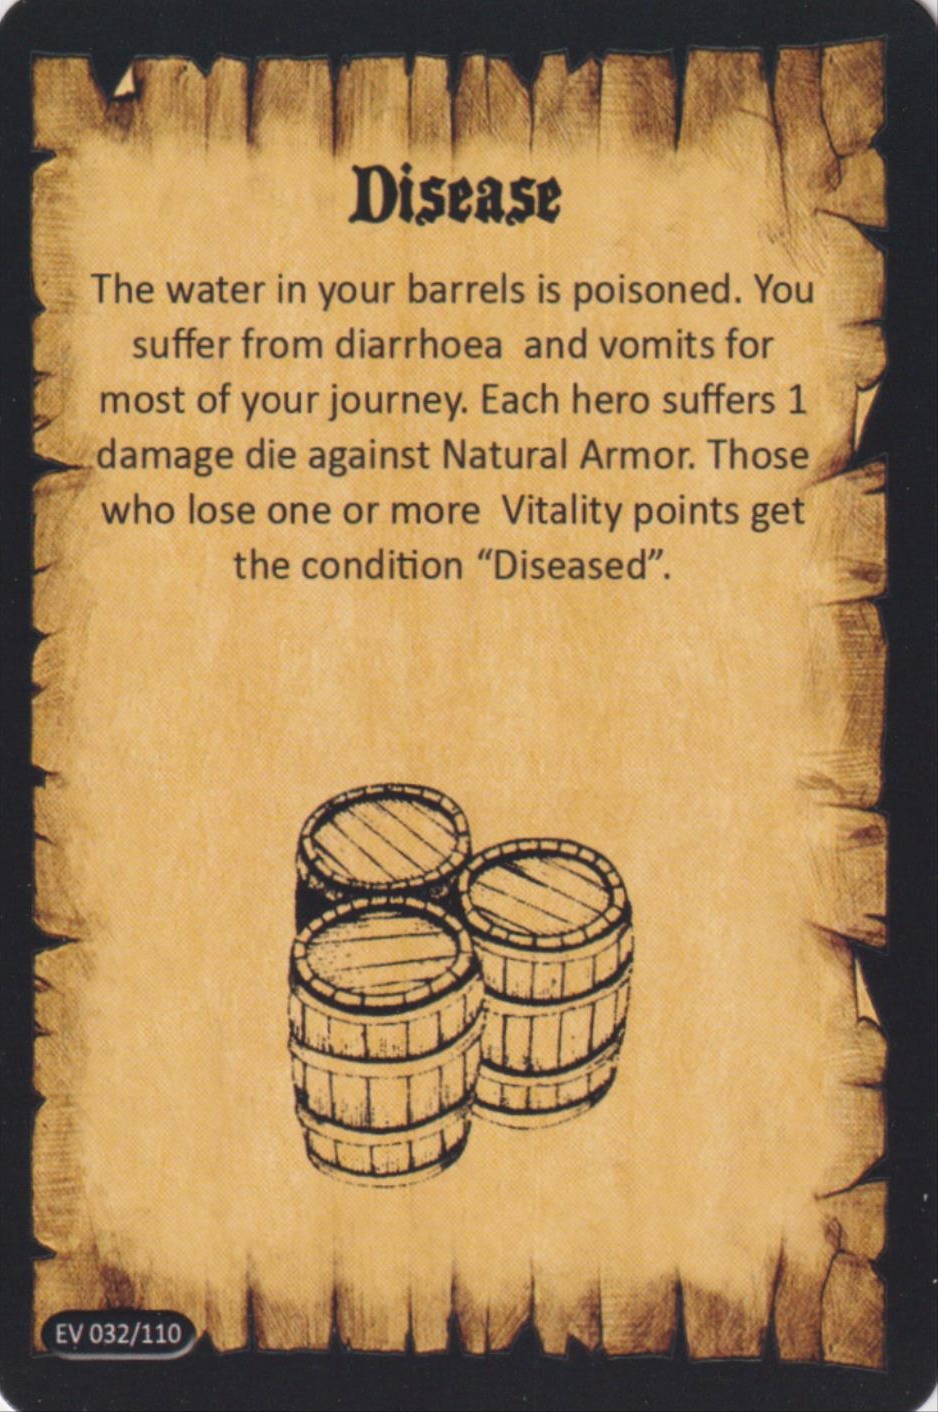 Disease
The water in your barrels is poisoned. You
suffer from diarrhoea  and vomits for
most of your journey. Each hero suffers 1
damage die against Natural Armor. Those
who lose one or more  Vitality points get
the condition “Diseased”.
EV 032/110